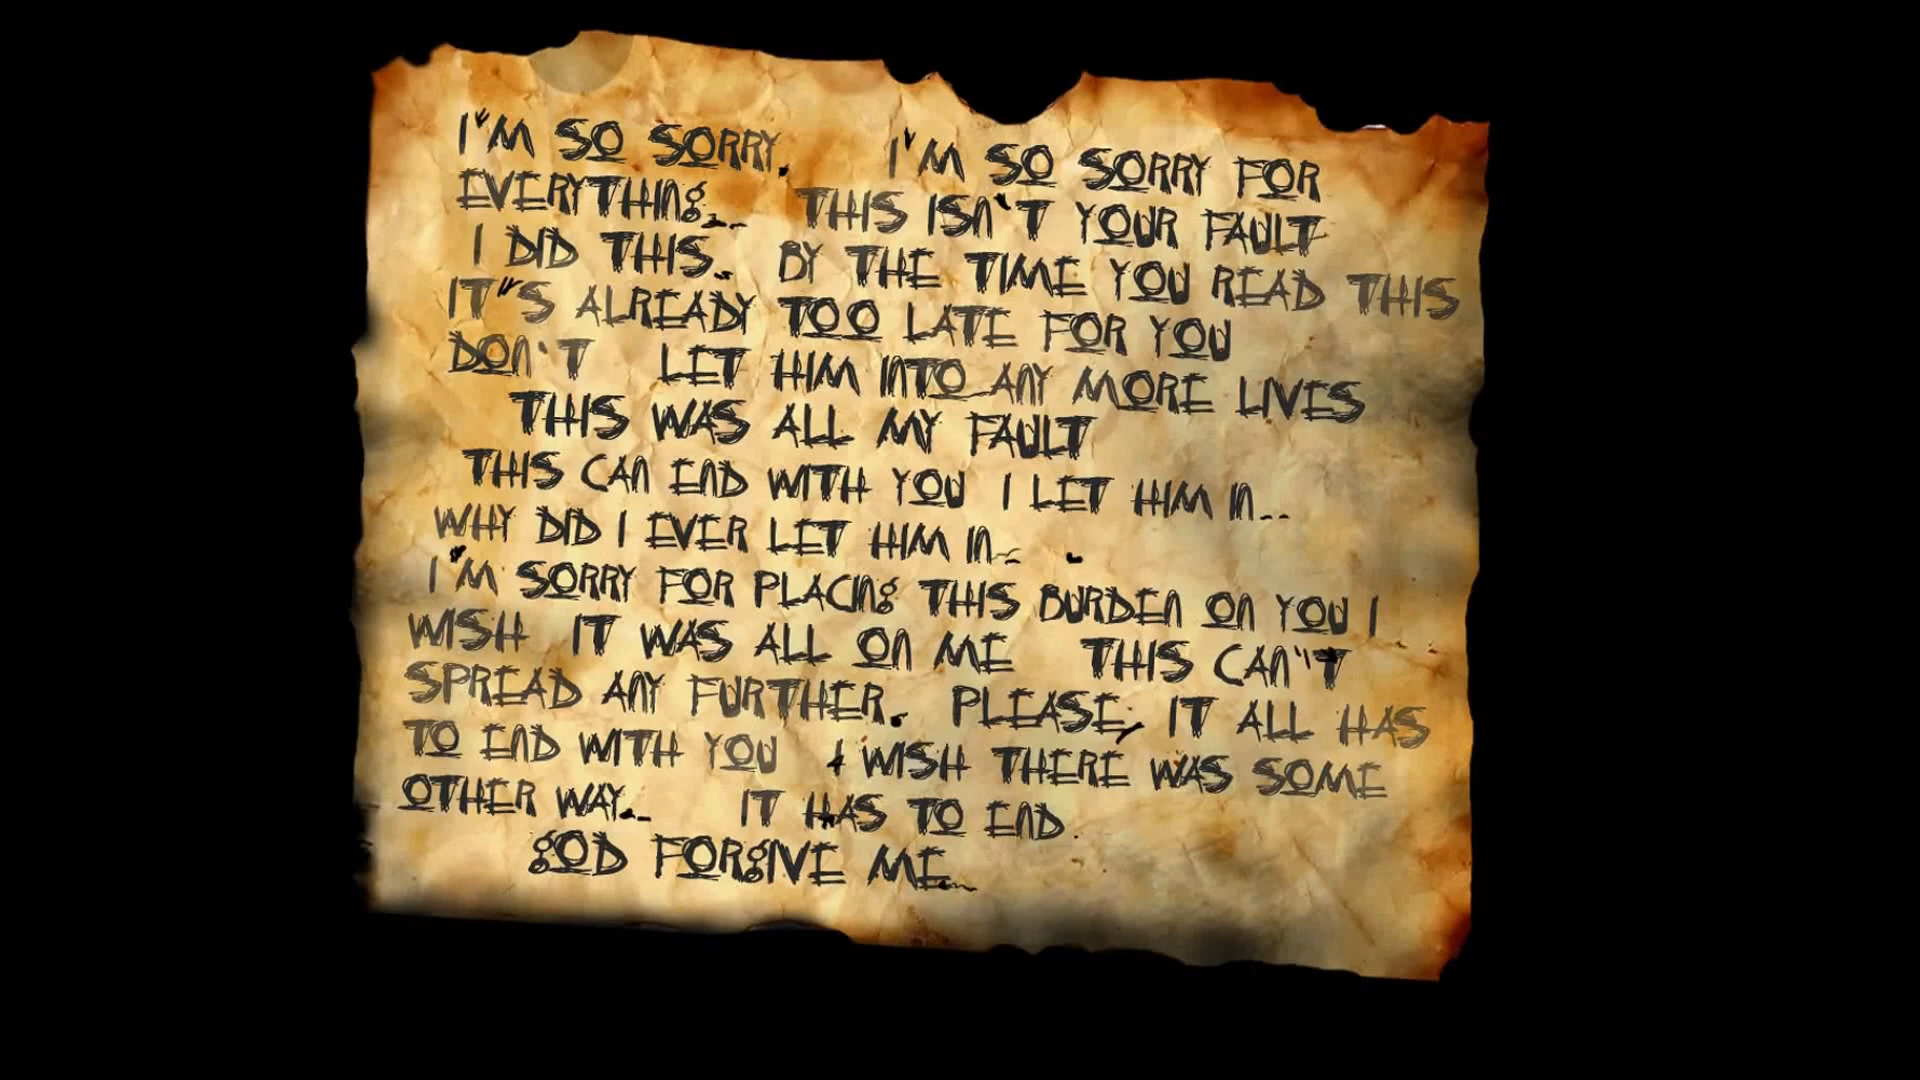 I'M SO SORRY. I'M SO SORRY FOR
EVERYTHING... THIS ISN'T YOUR FAULT
I DID THIS.. BY THE TIME YOU READ THIS
IT"S ALREADY TOO LATE FOR YOU
DON'T LET HIM INTO ANY MORE LIVES
THIS WAS ALL MY FAULT
THIS CAN END WITH YOU I LET HIM IN...
WHY DID I EVER LET HIM IN...
I'M SORRY FOR PLACING THIS BURDEN ON YOU I
WISH IT WAS ALL ON ME THIS CAN'T
SPREAD ANY FURTHER. PLEASE, IT ALL HAS
TO END WITH YOU I WISH THERE WAS SOME
OTHER WAY... IT HAS TO END.
GOD FORGIVE ME...